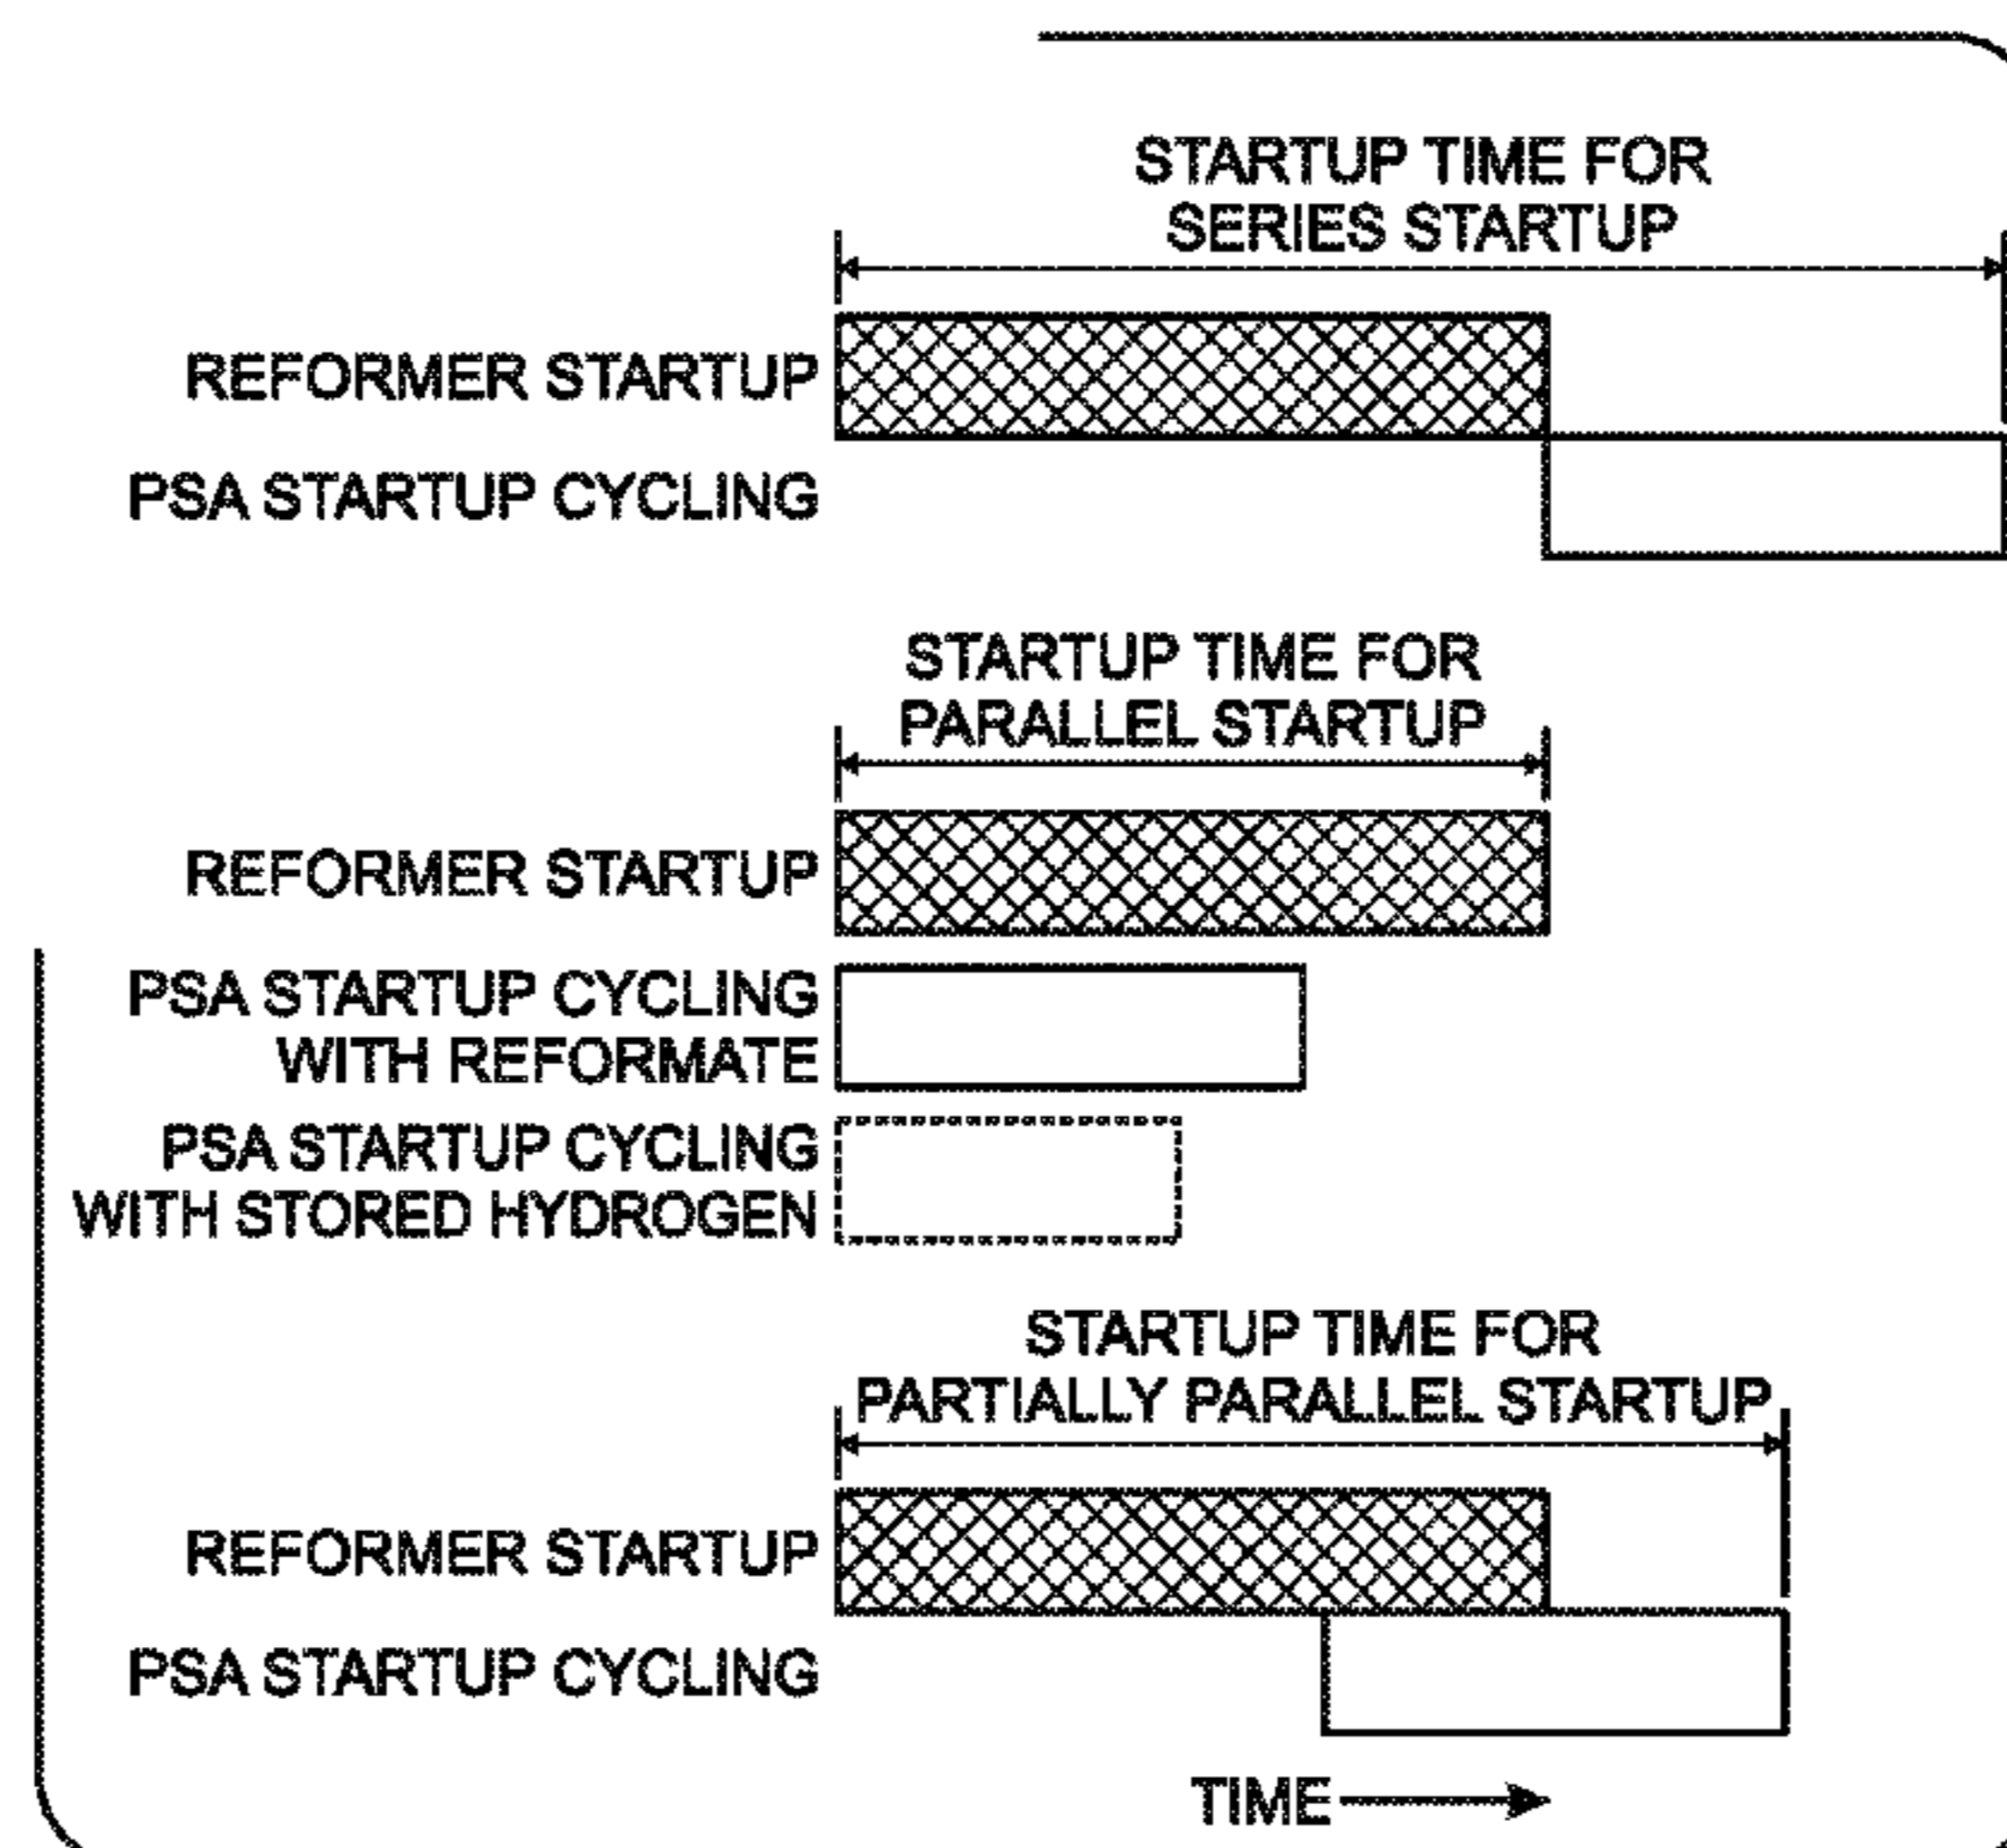 STARTUP TIME FOR
SERIES STARTUP
REFORMER STARTUP
PSA STARTUP CYCLING
STARTUP TIME FOR
PARALLEL STARTUP
REFORMER STARTUP
PSA STARTUP CYCLING
WITH REFORMATE
PSA STARTUP CYCLING
WITH STORED HYDROGEN
STARTUP TIME FOR
PARTIALLY PARALLEL STARTUP
REFORMER STARTUP
PSA STARTUP CYCLING
TIME